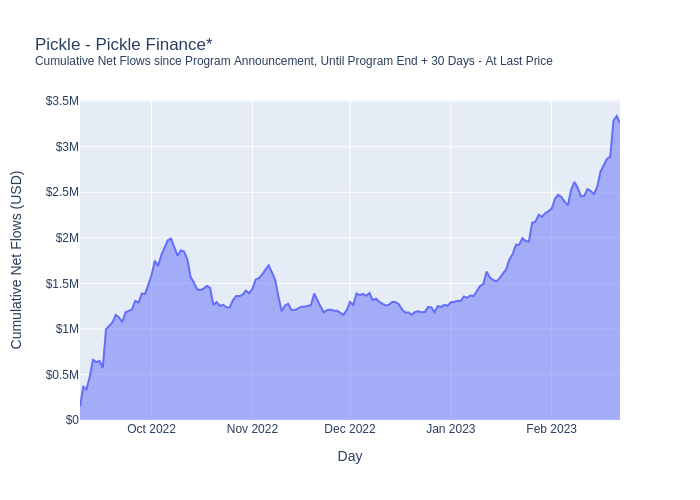 Pickle - Pickle Finance*
Cumulative Net Flows since Program Announcement, Until Program End + 30 Days - At Last Price
Cumulative Net Flows (USD)
$3.5M
$3M
$2.5M
$2M
$1.5M
$1M
$0.5M
$0
Oct 2022
Nov 2022
Dec 2022
Jan 2023
Feb 2023
Day